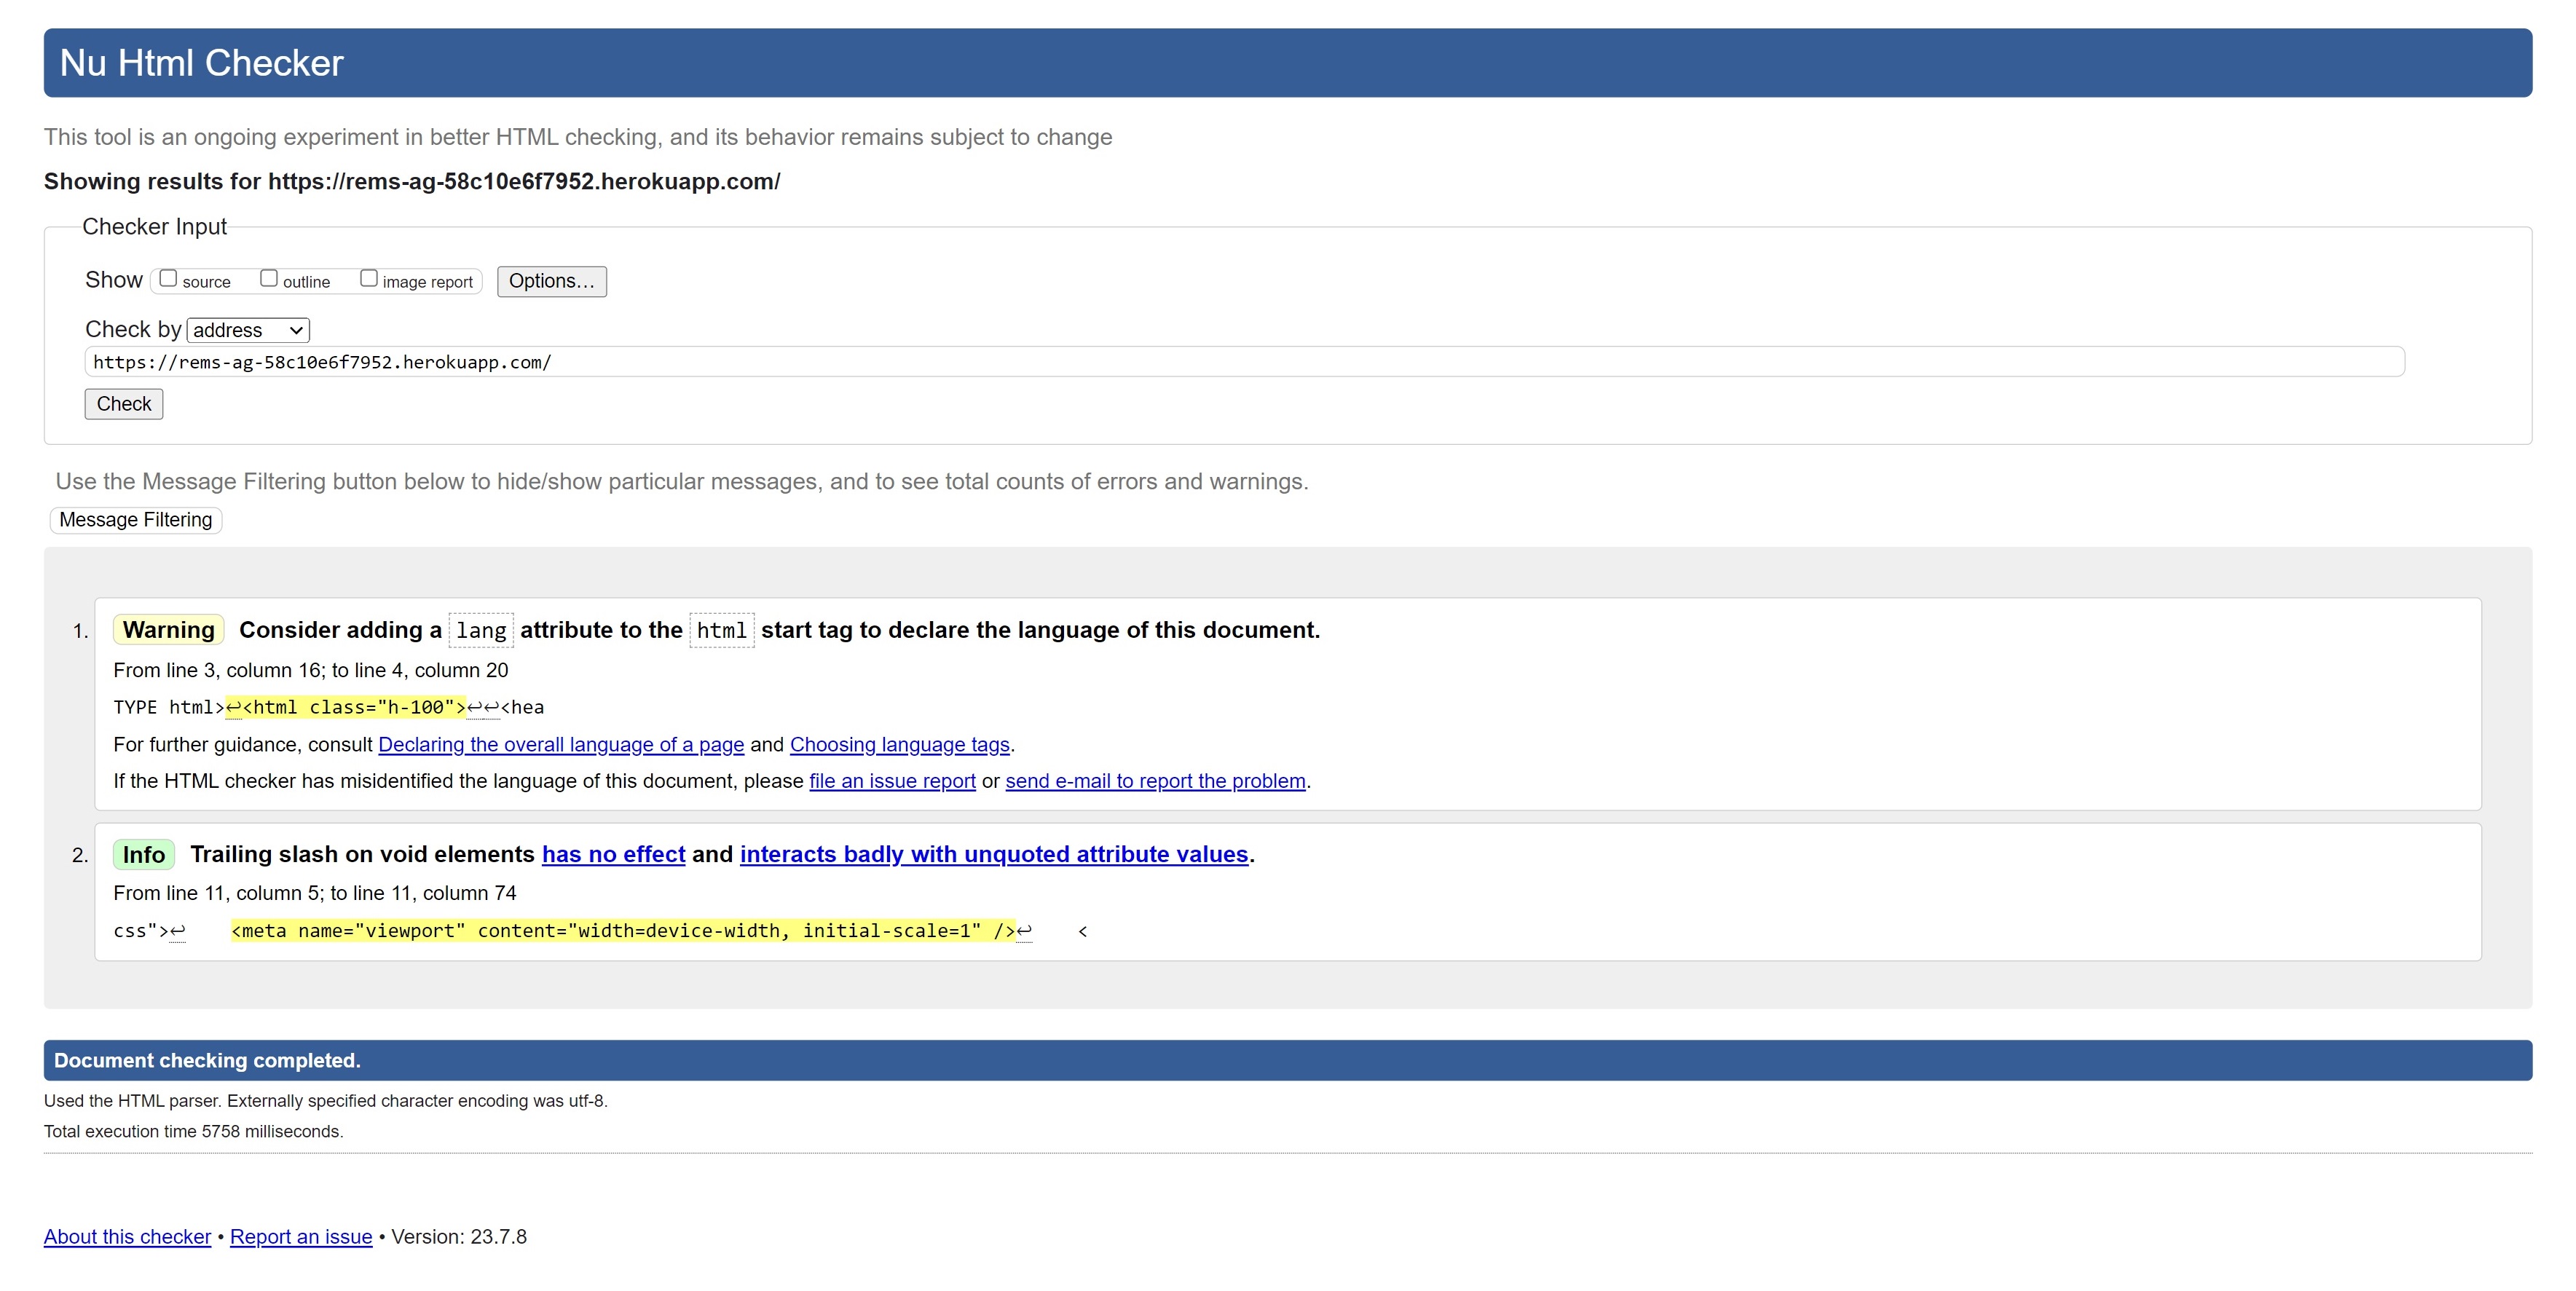 Nu Html Checker
This tool is an ongoing experiment in better HTML checking, and its behavior remains subject to change
Showing results for https://rems-ag-58c10e6f7952.herokuapp.com/
Checker Input
Show source outline image report Options…
Check by address
https://rems-ag-58c10e6f7952.herokuapp.com/
Check
Use the Message Filtering button below to hide/show particular messages, and to see total counts of errors and warnings.
Message Filtering
1. Warning Consider adding a lang attribute to the html start tag to declare the language of this document.
From line 3, column 16; to line 4, column 20
TYPE html>↩<html class="h-100">↩↩<hea
For further guidance, consult Declaring the overall language of a page and Choosing language tags.
If the HTML checker has misidentified the language of this document, please file an issue report or send e-mail to report the problem.
2. Info Trailing slash on void elements has no effect and interacts badly with unquoted attribute values.
From line 11, column 5; to line 11, column 74
css">↩    <meta name="viewport" content="width=device-width, initial-scale=1" />↩    <
Document checking completed.
Used the HTML parser. Externally specified character encoding was utf-8.
Total execution time 5758 milliseconds.
About this checker • Report an issue • Version: 23.7.8